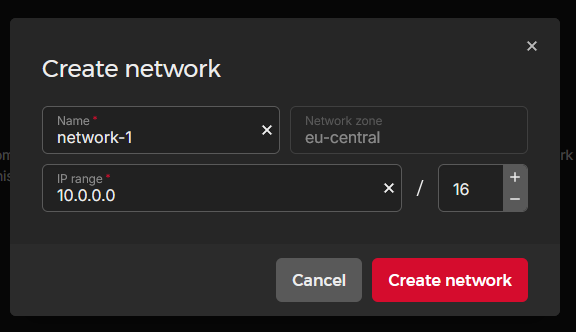 Create network
Name *
network-1
Network zone
eu-central
IP range *
10.0.0.0
/
16
Cancel
Create network